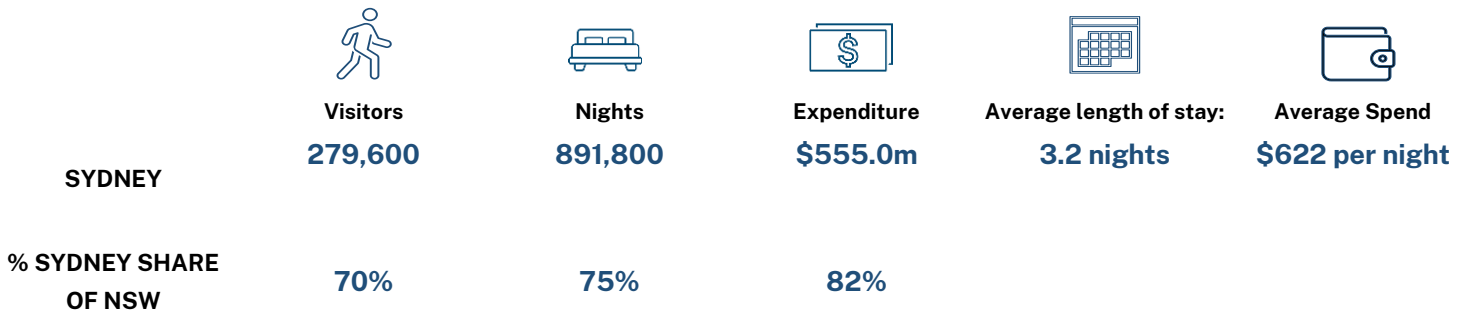 Visitors
Nights
Expenditure
Average length of stay:
Average Spend
SYDNEY
279,600
891,800
$555.0m
3.2 nights
$622 per night
% SYDNEY SHARE
OF NSW
70%
75%
82%